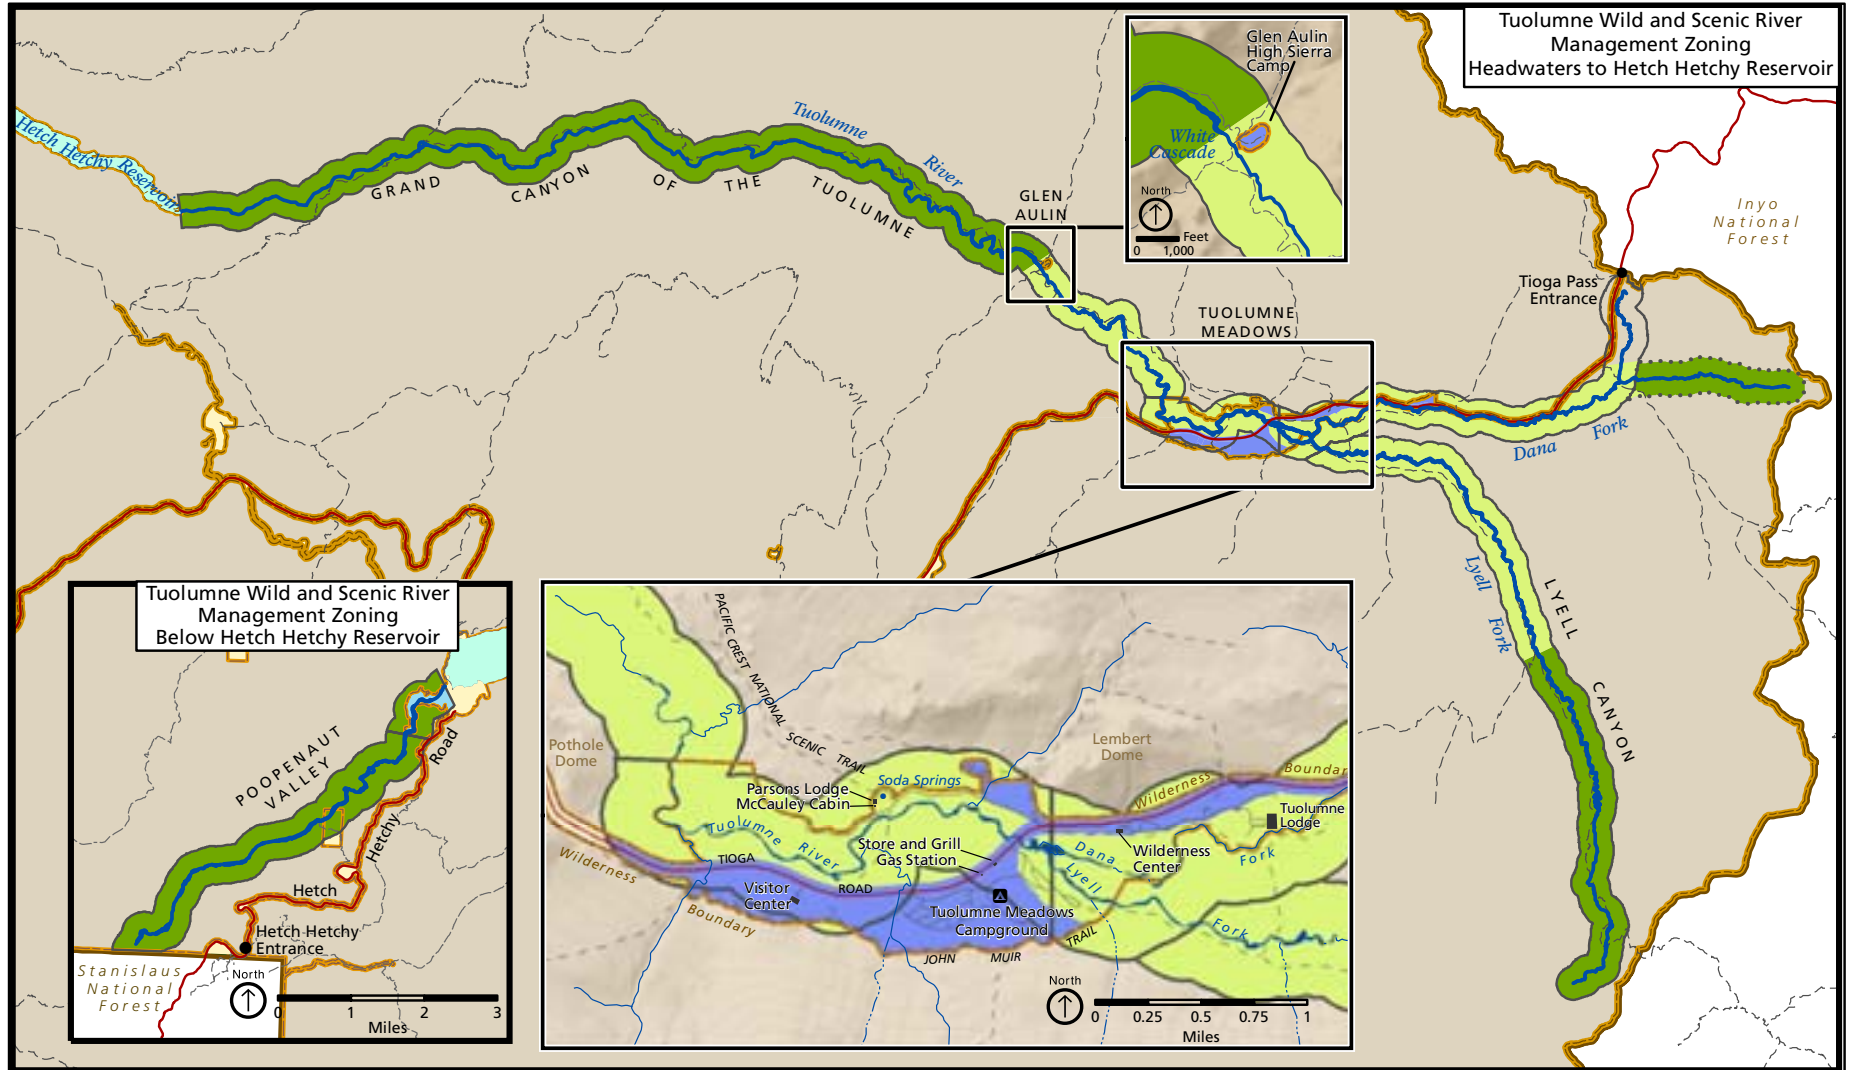 Tuolumne Wild and Scenic River
Management Zoning
Headwaters to Hetch Hetchy Reservoir
Glen Aulin
High Sierra
Camp
White
Cascade
North
Feet
0 1,000
Hetch Hetchy Reservoir
Tuolumne
River
GRAND CANYON OF THE TUOLUMNE
GLEN
AULIN
Inyo
National
Forest
Tioga Pass
Entrance
TUOLUMNE
MEADOWS
Dana Fork
Lyell Fork
LYELL CANYON
Tuolumne Wild and Scenic River
Management Zoning
Below Hetch Hetchy Reservoir
POOPENAUT
VALLEY
Hetch Hetchy Road
Hetch Hetchy
Entrance
Stanislaus
National
Forest
North
0 1 2 3
Miles
PACIFIC CREST NATIONAL SCENIC TRAIL
Pothole
Dome
Lembert
Dome
Soda Springs
Parsons Lodge
McCauley Cabin
Wilderness Boundar
Tuolumne
Lodge
Tuolumne River
Store and Grill
Gas Station
Dana Fork
Wilderness
Center
Lyell Fork
TIOGA ROAD
Wilderness Boundary
Visitor
Center
Tuolumne Meadows
Campground
JOHN MUIR TRAIL
North
0 0.25 0.5 0.75 1
Miles